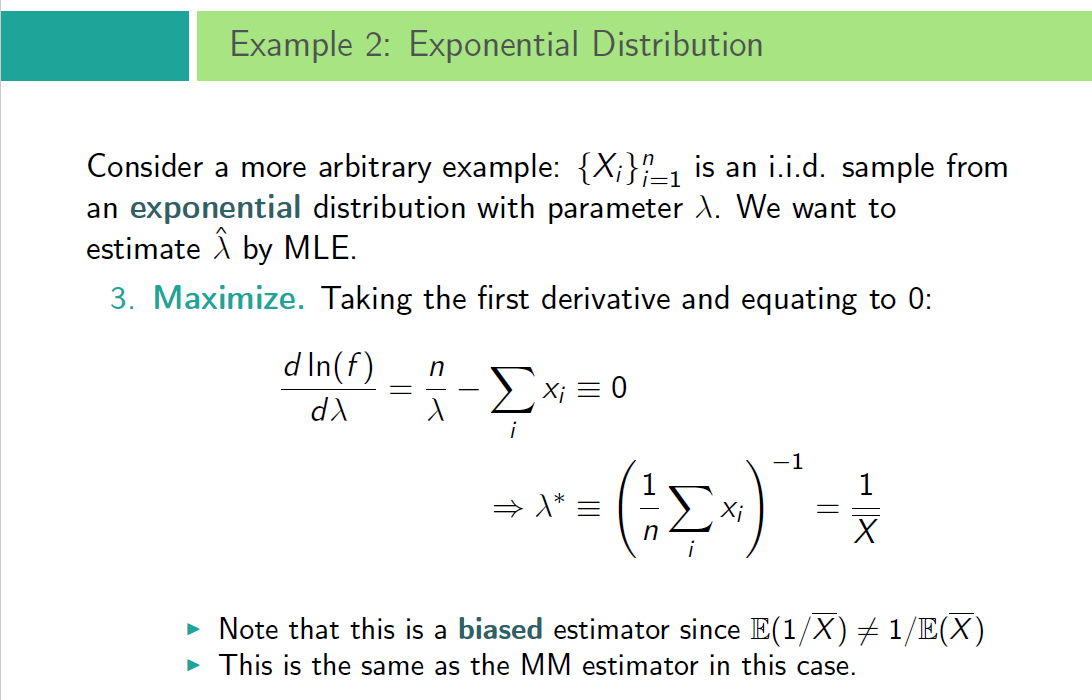 Example 2: Exponential Distribution
Consider a more arbitrary example: {X_i}_{i=1}^n is an i.i.d. sample from
an exponential distribution with parameter λ. We want to
estimate λ̂ by MLE.
3. Maximize. Taking the first derivative and equating to 0:
d ln(f)/dλ = n/λ − ∑_i x_i ≡ 0
⇒ λ* ≡ (1/n ∑_i x_i)^{−1} = 1/X̅
▶ Note that this is a biased estimator since 𝔼(1/X̅) ≠ 1/𝔼(X̅)
▶ This is the same as the MM estimator in this case.